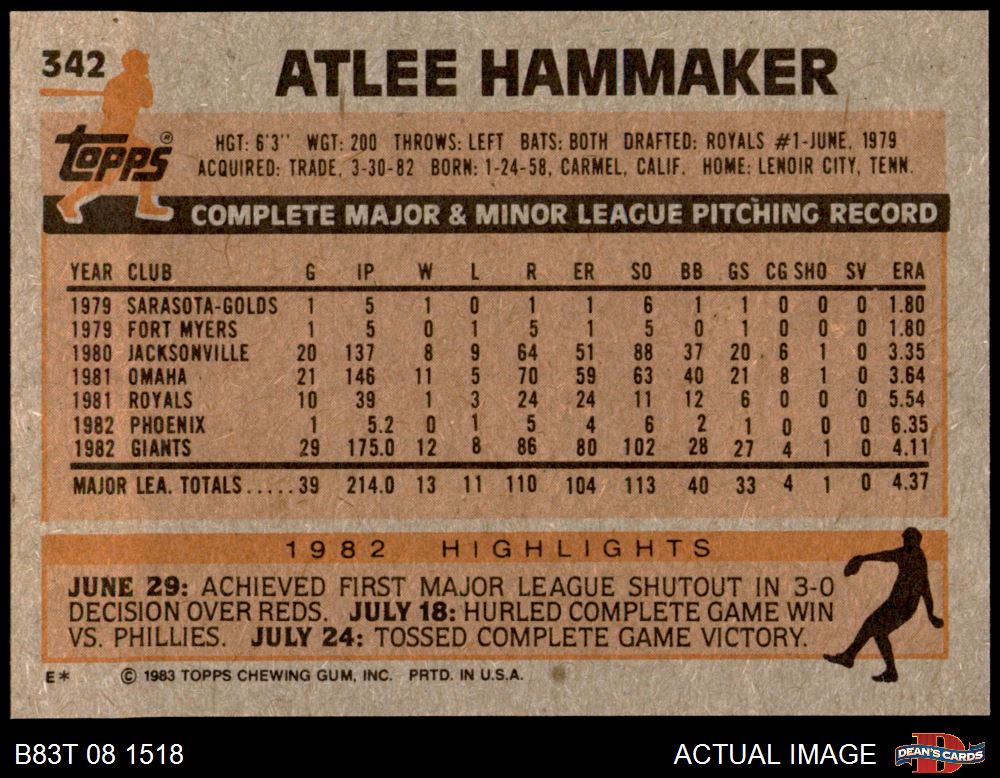 342
ATLEE HAMMAKER
Topps®
HGT: 6'3" WGT: 200 THROWS: LEFT BATS: BOTH DRAFTED: ROYALS #1-JUNE, 1979
ACQUIRED: TRADE, 3-30-82 BORN: 1-24-58, CARMEL, CALIF. HOME: LENOIR CITY, TENN.
COMPLETE MAJOR & MINOR LEAGUE PITCHING RECORD
YEAR CLUB G IP W L R ER SO BB GS CG SHO SV ERA
1979 SARASOTA-GOLDS 1 5 1 0 1 1 6 1 1 0 0 0 1.80
1979 FORT MYERS 1 5 0 1 5 1 5 0 1 0 0 0 1.80
1980 JACKSONVILLE 20 137 8 9 64 51 88 37 20 6 1 0 3.35
1981 OMAHA 21 146 11 5 70 59 63 40 21 8 1 0 3.64
1981 ROYALS 10 39 1 3 24 24 11 12 6 0 0 0 5.54
1982 PHOENIX 1 5.2 0 1 5 4 6 2 1 0 0 0 6.35
1982 GIANTS 29 175.0 12 8 86 80 102 28 27 4 1 0 4.11
MAJOR LEA. TOTALS.....39 214.0 13 11 110 104 113 40 33 4 1 0 4.37
1982 HIGHLIGHTS
JUNE 29: ACHIEVED FIRST MAJOR LEAGUE SHUTOUT IN 3-0
DECISION OVER REDS. JULY 18: HURLED COMPLETE GAME WIN
VS. PHILLIES. JULY 24: TOSSED COMPLETE GAME VICTORY.
E* © 1983 TOPPS CHEWING GUM, INC. PRTD. IN U.S.A.
B83T 08 1518 ACTUAL IMAGE DEAN'S CARDS